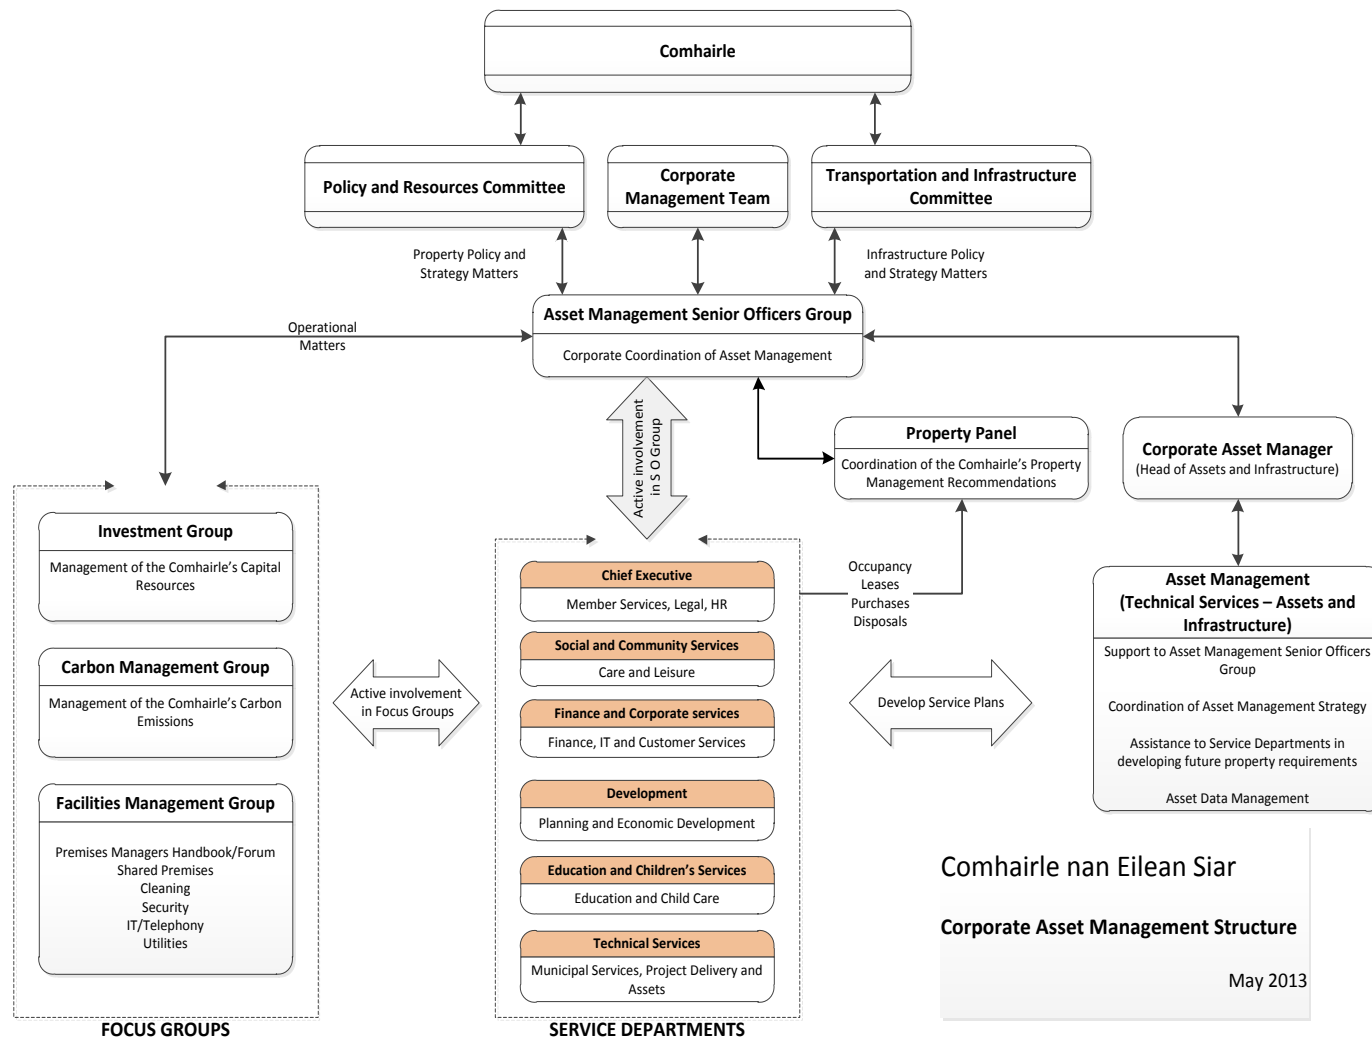 Comhairle
Policy and Resources Committee
Corporate
Management Team
Transportation and Infrastructure
Committee
Property Policy and
Strategy Matters
Infrastructure Policy
and Strategy Matters
Asset Management Senior Officers Group
Corporate Coordination of Asset Management
Operational
Matters
Active involvement
in S O Group
Property Panel
Coordination of the Comhairle's Property
Management Recommendations
Corporate Asset Manager
(Head of Assets and Infrastructure)
Investment Group
Management of the Comhairle's Capital
Resources
Carbon Management Group
Management of the Comhairle's Carbon
Emissions
Facilities Management Group
Premises Managers Handbook/Forum
Shared Premises
Cleaning
Security
IT/Telephony
Utilities
FOCUS GROUPS
Active involvement
in Focus Groups
Chief Executive
Member Services, Legal, HR
Social and Community Services
Care and Leisure
Finance and Corporate services
Finance, IT and Customer Services
Development
Planning and Economic Development
Education and Children's Services
Education and Child Care
Technical Services
Municipal Services, Project Delivery and
Assets
SERVICE DEPARTMENTS
Occupancy
Leases
Purchases
Disposals
Develop Service Plans
Asset Management
(Technical Services – Assets and
Infrastructure)
Support to Asset Management Senior Officers
Group
Coordination of Asset Management Strategy
Assistance to Service Departments in
developing future property requirements
Asset Data Management
Comhairle nan Eilean Siar
Corporate Asset Management Structure
May 2013